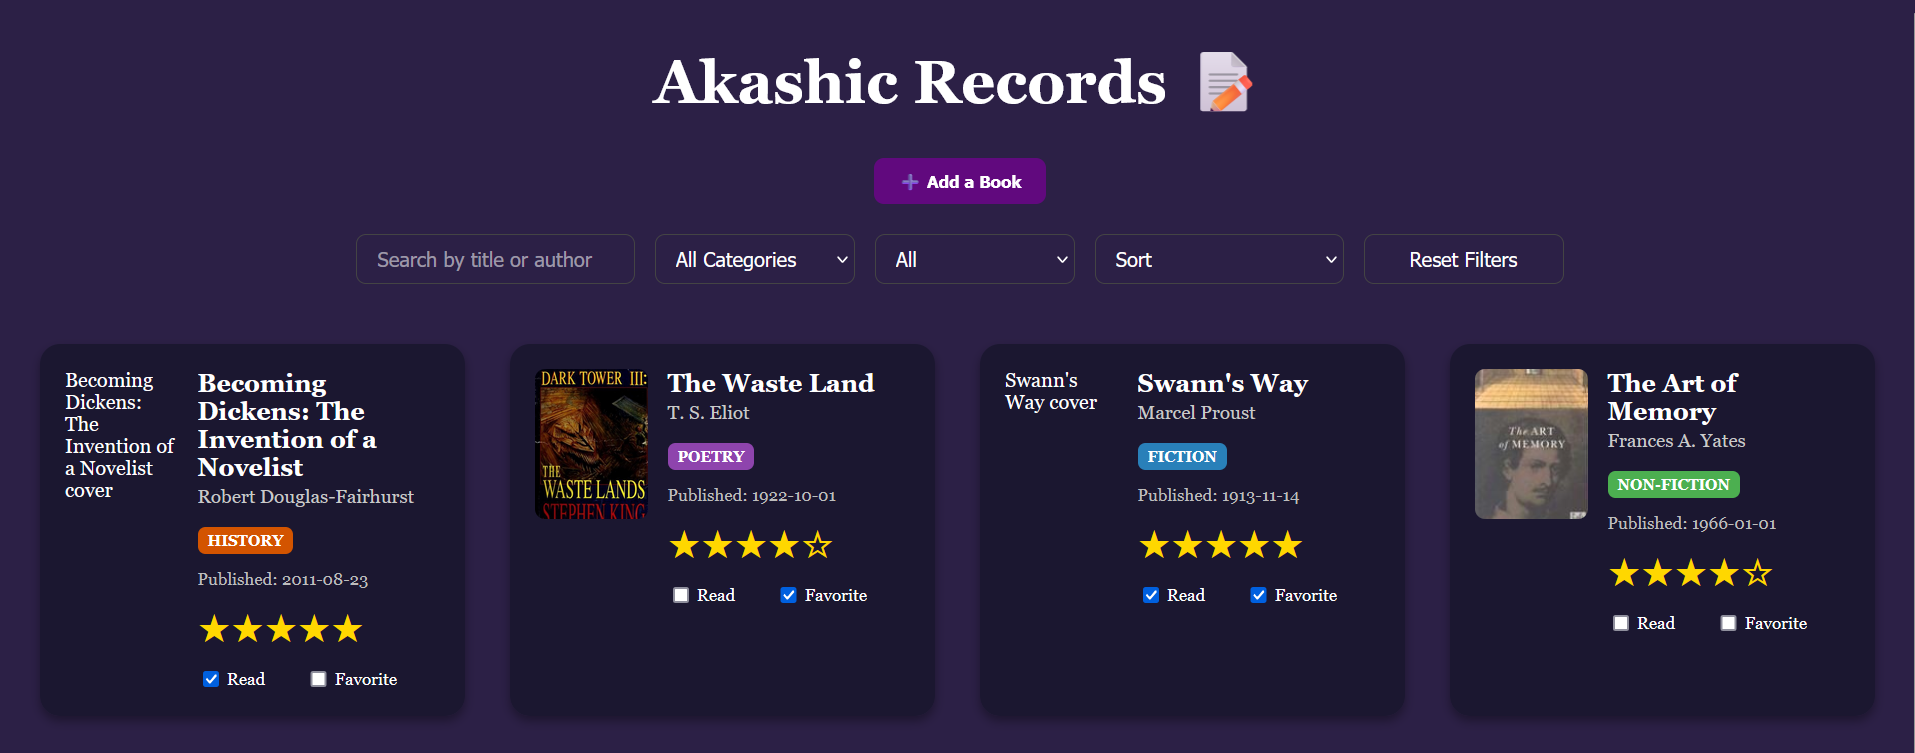 Akashic Records
Add a Book
Search by title or author
All Categories
All
Sort
Reset Filters
Becoming
Dickens:
The
Invention of
a Novelist
cover
Becoming
Dickens: The
Invention of a
Novelist
Robert Douglas-Fairhurst
HISTORY
Published: 2011-08-23
★★★★★
Read
Favorite
DARK TOWER III:
THE
WASTE LANDS
STEPHEN KING
The Waste Land
T. S. Eliot
POETRY
Published: 1922-10-01
★★★★☆
Read
Favorite
Swann's
Way cover
Swann's Way
Marcel Proust
FICTION
Published: 1913-11-14
★★★★★
Read
Favorite
The ART
of MEMORY
The Art of
Memory
Frances A. Yates
NON-FICTION
Published: 1966-01-01
★★★★☆
Read
Favorite